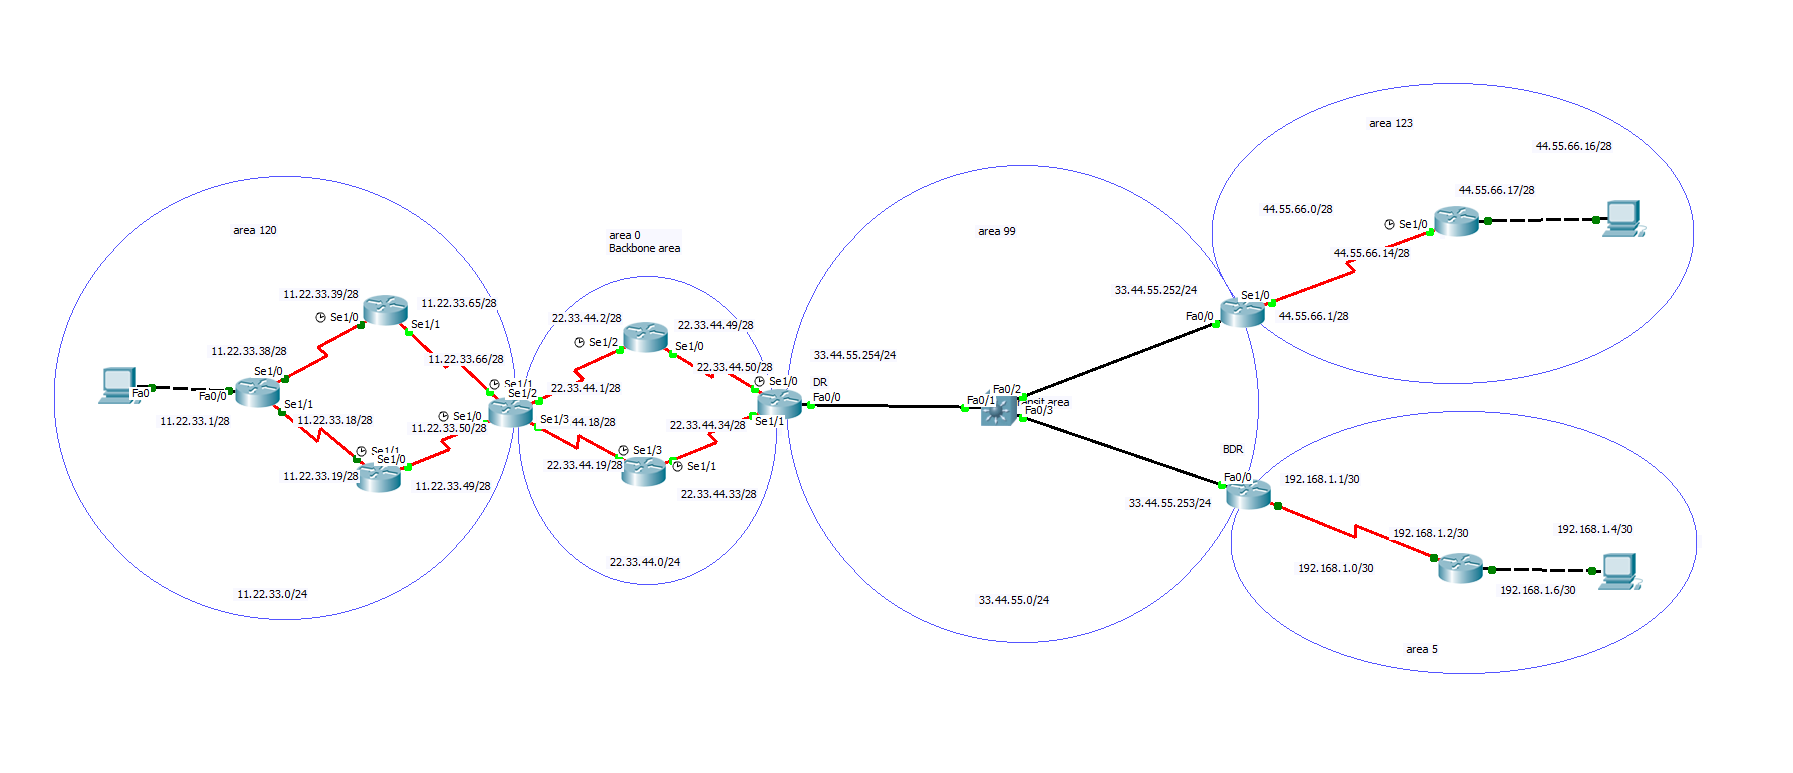 area 123
44.55.66.16/28
44.55.66.17/28
44.55.66.0/28
Se1/0
44.55.66.14/28
area 120
area 0
Backbone area
area 99
33.44.55.252/24
Se1/0
Fa0/0
44.55.66.1/28
11.22.33.39/28
11.22.33.65/28
Se1/0
Se1/1
11.22.33.38/28
11.22.33.66/28
Se1/0
Fa0
Fa0/0
Se1/1
11.22.33.1/28
11.22.33.18/28
Se1/1
Se1/0
11.22.33.19/28
11.22.33.49/28
11.22.33.50/28
Se1/0
Se1/1
Se1/2
Se1/3
22.33.44.2/28
22.33.44.49/28
Se1/2
Se1/0
22.33.44.50/28
22.33.44.1/28
44.18/28
22.33.44.34/28
Se1/0
Se1/1
Se1/3
22.33.44.19/28
Se1/1
22.33.44.33/28
22.33.44.0/24
11.22.33.0/24
33.44.55.254/24
DR
Fa0/0
Fa0/2
Fa0/1
area
Fa0/3
BDR
Fa0/0
192.168.1.1/30
33.44.55.253/24
192.168.1.2/30
192.168.1.4/30
192.168.1.0/30
192.168.1.6/30
33.44.55.0/24
area 5